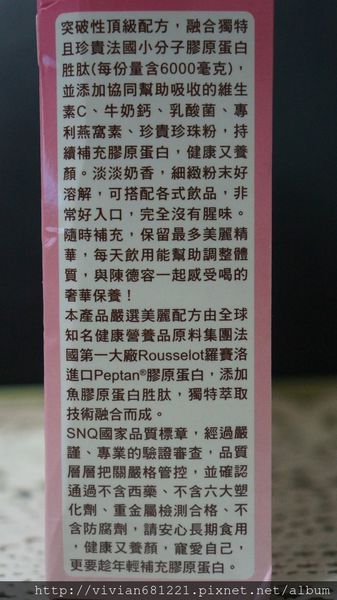 突破性頂級配方，融合獨特
且珍貴法國小分子膠原蛋白
胜肽(每份量含6000毫克)，
並添加協同幫助吸收的維生
素C、牛奶鈣、乳酸菌、專
利燕窩素、珍貴珍珠粉，持
續補充膠原蛋白，健康又養
顏。淡淡奶香，細緻粉末好
溶解，可搭配各式飲品，非
常好入口，完全沒有腥味。
隨時補充，保留最多美麗精
華，每天飲用能幫助調整體
質，與陳德容一起感受喝的
奢華保養！
本產品嚴選美麗配方由全球
知名健康營養品原料集團法
國第一大廠Rousselot羅賽洛
進口Peptan®膠原蛋白，添加
魚膠原蛋白胜肽，獨特萃取
技術融合而成。
SNQ國家品質標章，經過嚴
謹、專業的驗證審查，品質
層層把關嚴格管控，並確認
通過不含西藥、不含六大塑
化劑、重金屬檢測合格、不
含防腐劑，請安心長期食用
，健康又養顏，寵愛自己，
更要趁年輕補充膠原蛋白。
http://vivian681221.pixnet.net/album